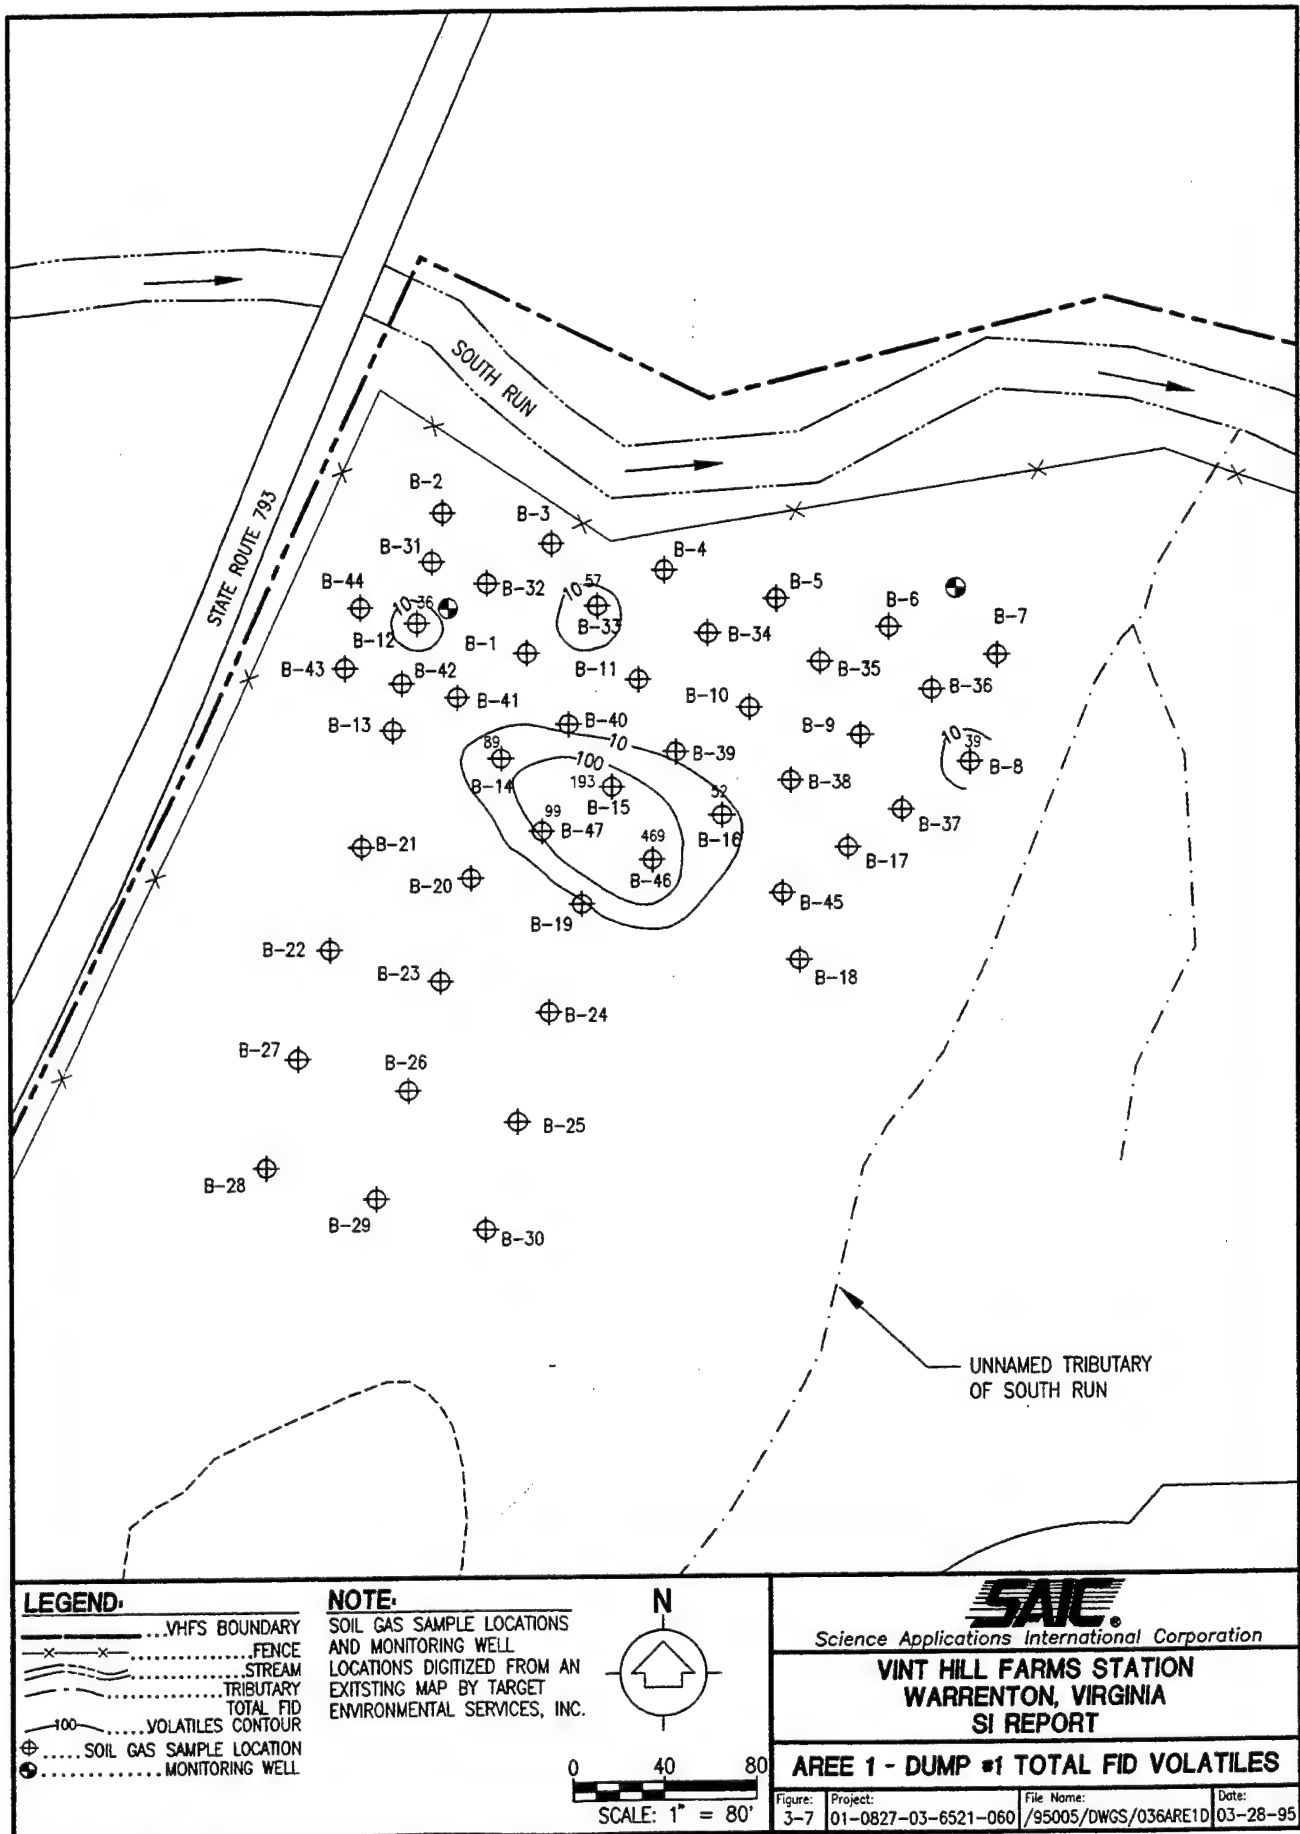 SOUTH RUN
STATE ROUTE 793
B-2
B-3
B-31
B-4
B-44
B-32
10
57
B-5
10
36
B-33
B-6
B-12
B-1
B-34
B-7
B-43
B-42
B-11
B-35
B-41
B-10
B-36
B-13
B-40
B-9
10
B-39
10
39
89
100
B-8
B-14
193
B-15
B-38
52
99
B-47
B-16
B-37
B-21
469
B-17
B-46
B-20
B-45
B-19
B-22
B-23
B-18
B-24
B-27
B-26
B-25
B-28
B-29
B-30
UNNAMED TRIBUTARY
OF SOUTH RUN
LEGEND:
...VHFS BOUNDARY
............FENCE
............STREAM
............TRIBUTARY
TOTAL FID
100 .....VOLATILES CONTOUR
.....SOIL GAS SAMPLE LOCATION
............MONITORING WELL
NOTE:
SOIL GAS SAMPLE LOCATIONS
AND MONITORING WELL
LOCATIONS DIGITIZED FROM AN
EXITSTING MAP BY TARGET
ENVIRONMENTAL SERVICES, INC.
N
0 40 80
SCALE: 1" = 80'
SAIC®
Science Applications International Corporation
VINT HILL FARMS STATION
WARRENTON, VIRGINIA
SI REPORT
AREE 1 - DUMP #1 TOTAL FID VOLATILES
Figure: 3-7
Project: 01-0827-03-6521-060
File Name: /95005/DWGS/036ARE1D
Date: 03-28-95